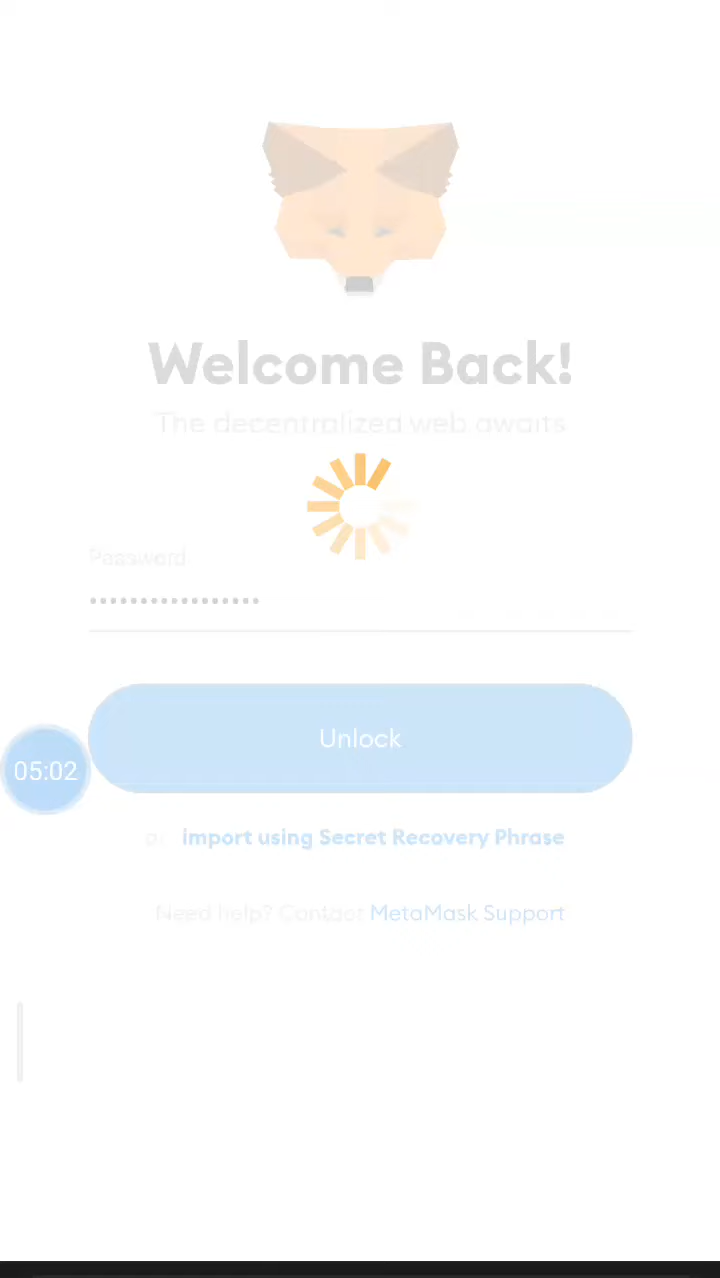 Welcome Back!
The decentralized web awaits
Password
•••••••••••••••••
Unlock
05:02
import using Secret Recovery Phrase
Need help? Contact MetaMask Support